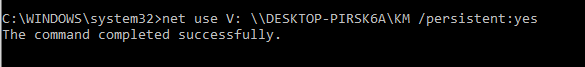 C:\WINDOWS\system32>net use V: \\DESKTOP-PIRSK6A\KM /persistent:yes
The command completed successfully.